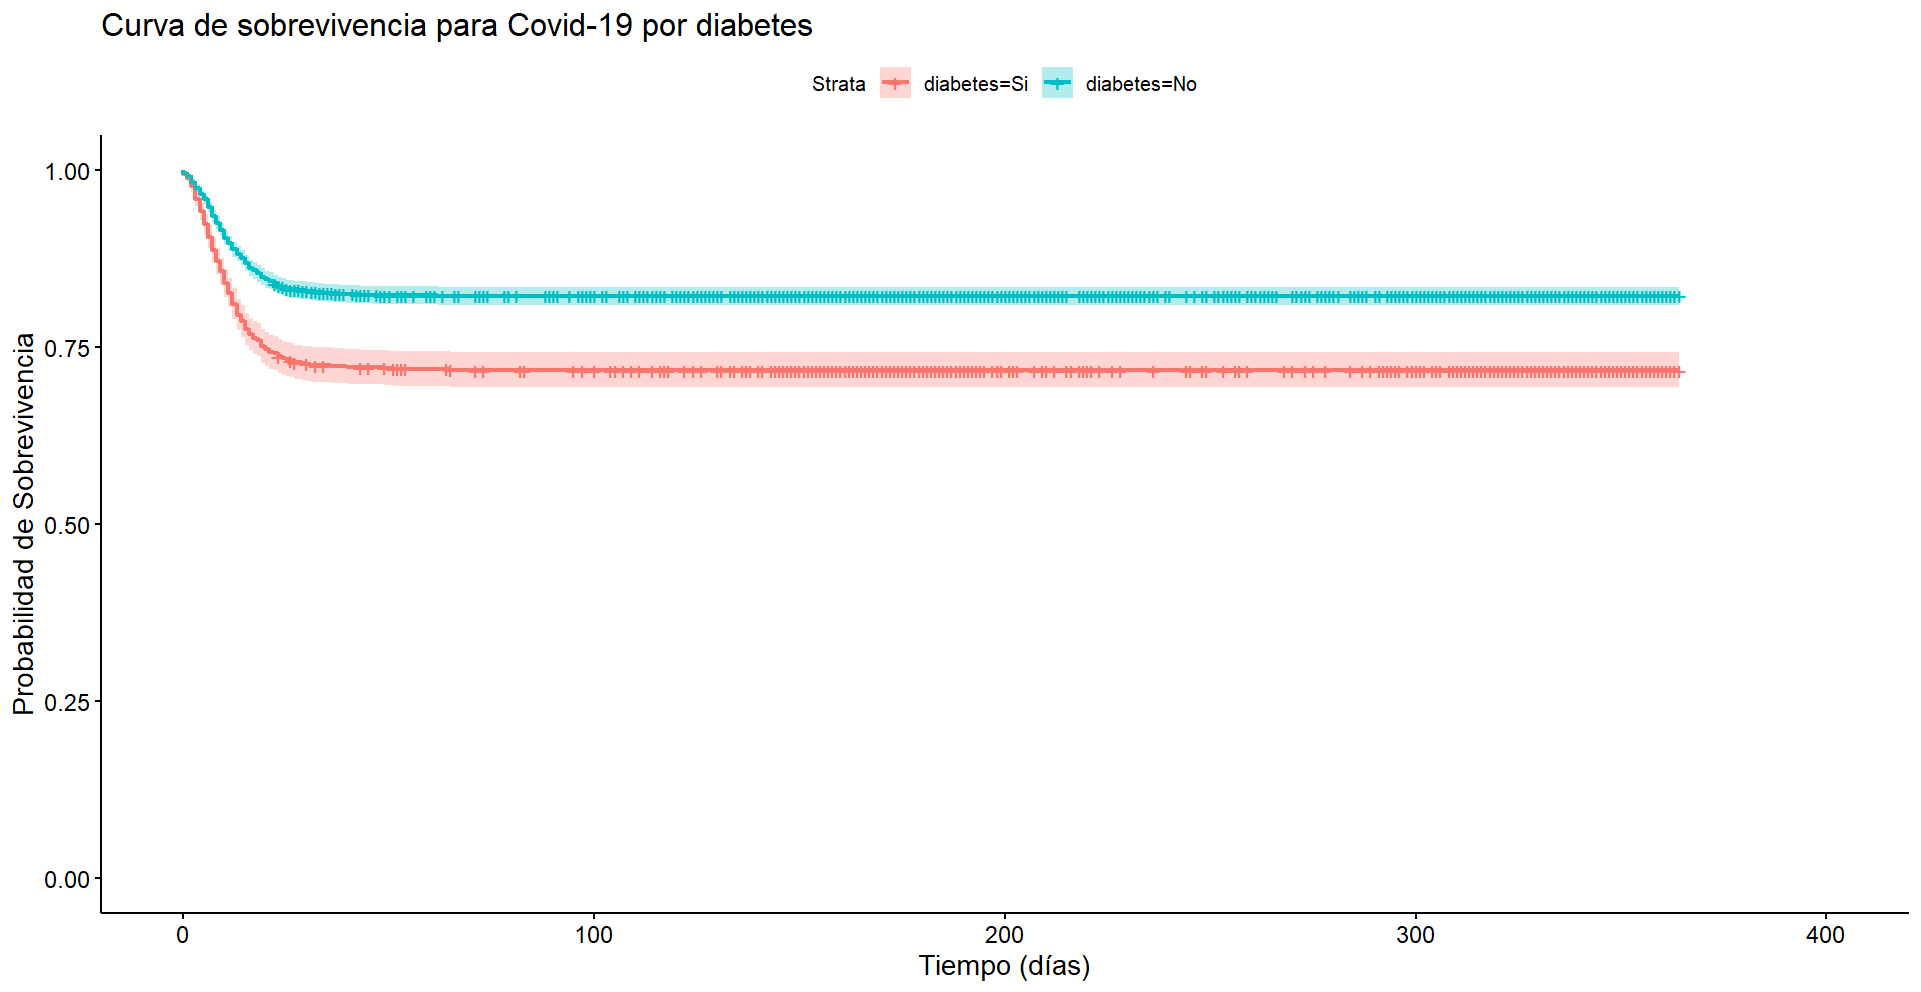 Curva de sobrevivencia para Covid-19 por diabetes
Strata diabetes=Si diabetes=No
Probabilidad de Sobrevivencia
1.00
0.75
0.50
0.25
0.00
0 100 200 300 400
Tiempo (días)